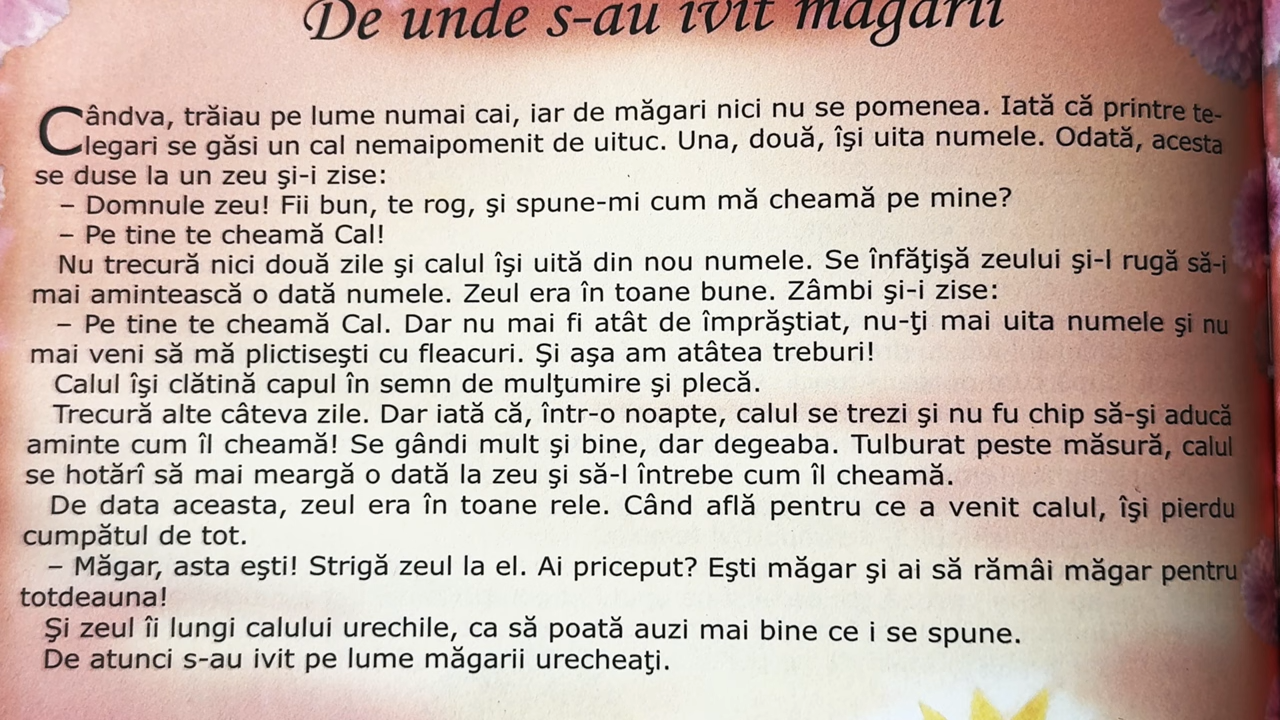 De unde s-au ivit măgarii
Cândva, trăiau pe lume numai cai, iar de măgari nici nu se pomenea. Iată că printre te-
legari se găsi un cal nemaipomenit de uituc. Una, două, îşi uita numele. Odată, acesta
se duse la un zeu şi-i zise:
– Domnule zeu! Fii bun, te rog, şi spune-mi cum mă cheamă pe mine?
– Pe tine te cheamă Cal!
Nu trecură nici două zile şi calul îşi uită din nou numele. Se înfăţişă zeului şi-l rugă să-i
mai amintească o dată numele. Zeul era în toane bune. Zâmbi şi-i zise:
– Pe tine te cheamă Cal. Dar nu mai fi atât de împrăştiat, nu-ţi mai uita numele şi nu
mai veni să mă plictiseşti cu fleacuri. Şi aşa am atâtea treburi!
Calul îşi clătină capul în semn de mulţumire şi plecă.
Trecură alte câteva zile. Dar iată că, într-o noapte, calul se trezi şi nu fu chip să-şi aducă
aminte cum îl cheamă! Se gândi mult şi bine, dar degeaba. Tulburat peste măsură, calul
se hotărî să mai meargă o dată la zeu şi să-l întrebe cum îl cheamă.
De data aceasta, zeul era în toane rele. Când află pentru ce a venit calul, îşi pierdu
cumpătul de tot.
– Măgar, asta eşti! Strigă zeul la el. Ai priceput? Eşti măgar şi ai să rămâi măgar pentru
totdeauna!
Şi zeul îi lungi calului urechile, ca să poată auzi mai bine ce i se spune.
De atunci s-au ivit pe lume măgarii urecheaţi.